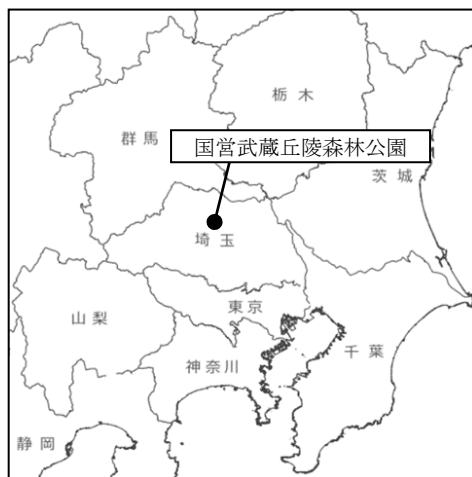 栃木
群馬
国営武蔵丘陵森林公園
茨城
埼玉
東京
山梨
千葉
神奈川
静岡